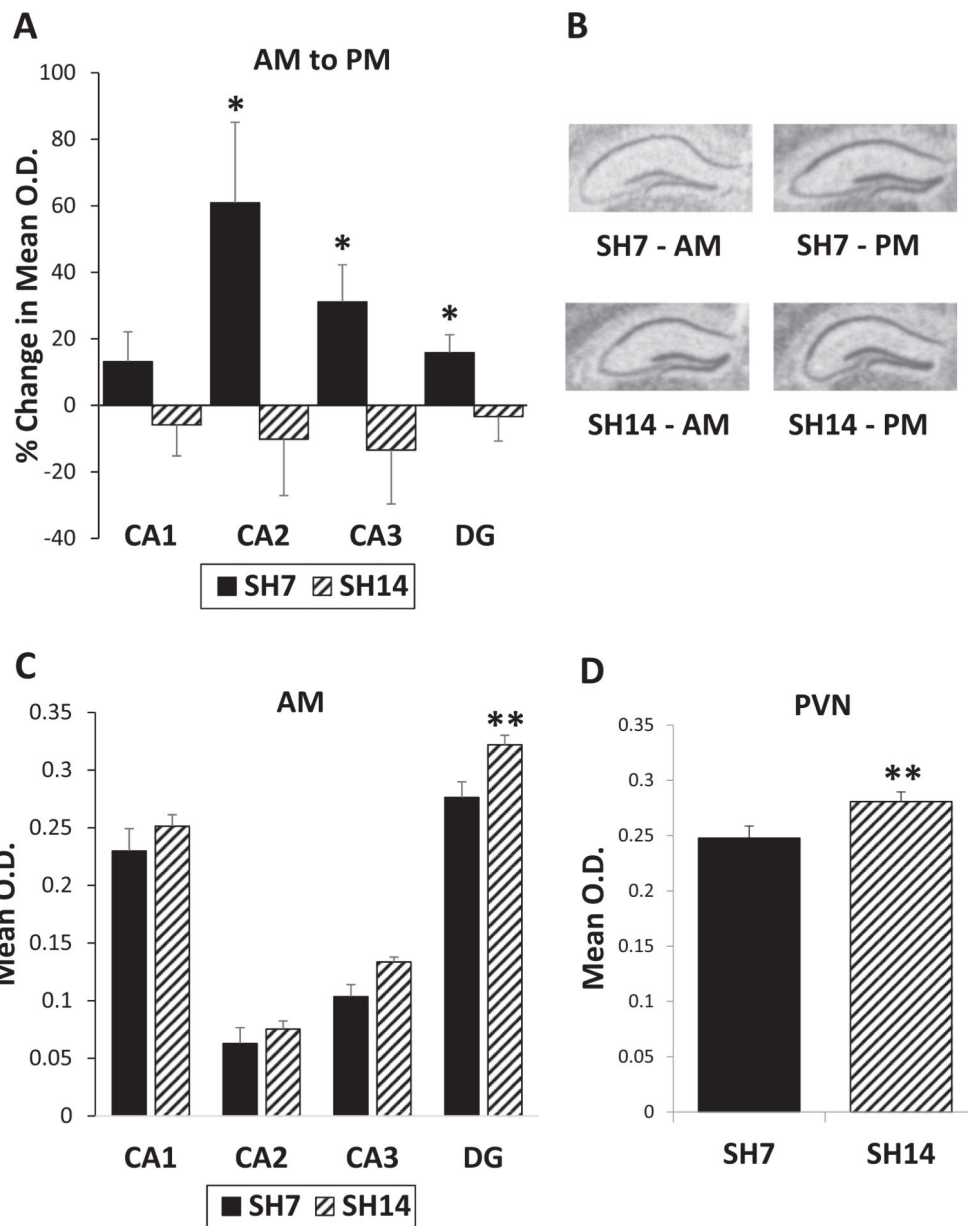 A
AM to PM
% Change in Mean O.D.
100
80
60
40
20
0
-20
-40
*
*
*
CA1 CA2 CA3 DG
SH7 SH14
B
SH7 - AM SH7 - PM
SH14 - AM SH14 - PM
C
AM
Mean O.D.
0.35
0.3
0.25
0.2
0.15
0.1
0.05
0
**
CA1 CA2 CA3 DG
SH7 SH14
D
PVN
Mean O.D.
0.35
0.3
0.25
0.2
0.15
0.1
0.05
0
**
SH7 SH14